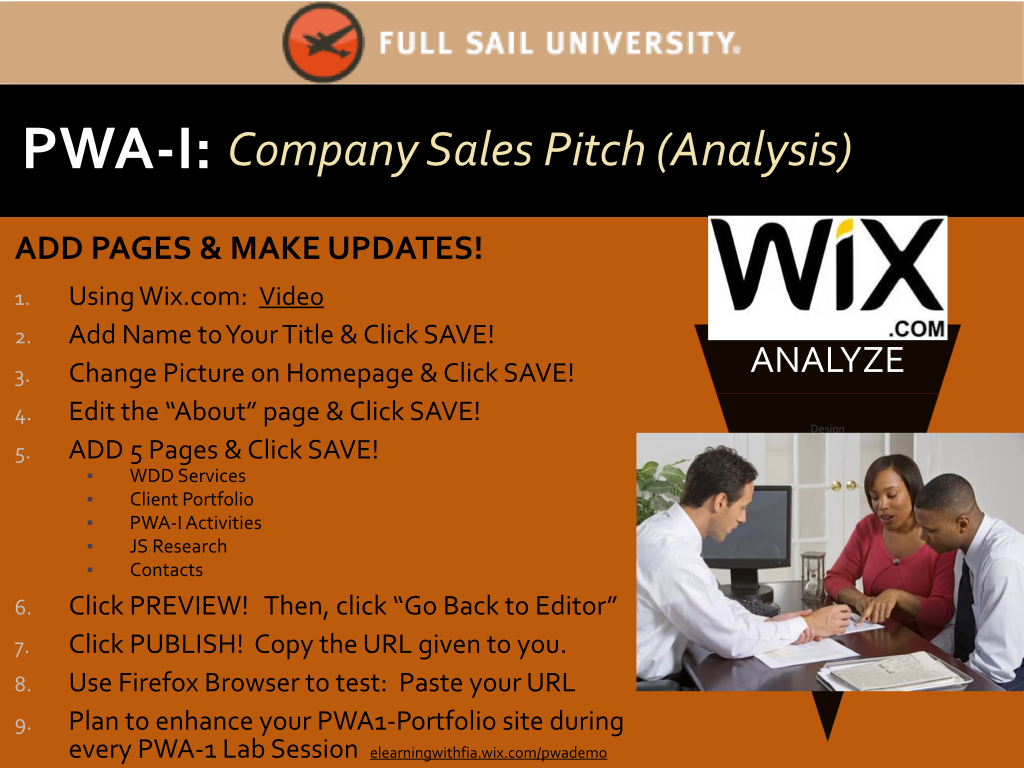 FULL SAIL UNIVERSITY.
PWA-I: Company Sales Pitch (Analysis)
ADD PAGES & MAKE UPDATES!
1. Using Wix.com: Video
2. Add Name to Your Title & Click SAVE!
3. Change Picture on Homepage & Click SAVE!
4. Edit the “About” page & Click SAVE!
5. ADD 5 Pages & Click SAVE!
▪ WDD Services
▪ Client Portfolio
▪ PWA-I Activities
▪ JS Research
▪ Contacts
6. Click PREVIEW! Then, click “Go Back to Editor”
7. Click PUBLISH! Copy the URL given to you.
8. Use Firefox Browser to test: Paste your URL
9. Plan to enhance your PWA1-Portfolio site during
every PWA-1 Lab Session elearningwithfia.wix.com/pwademo
WiX
.COM
ANALYZE
Design